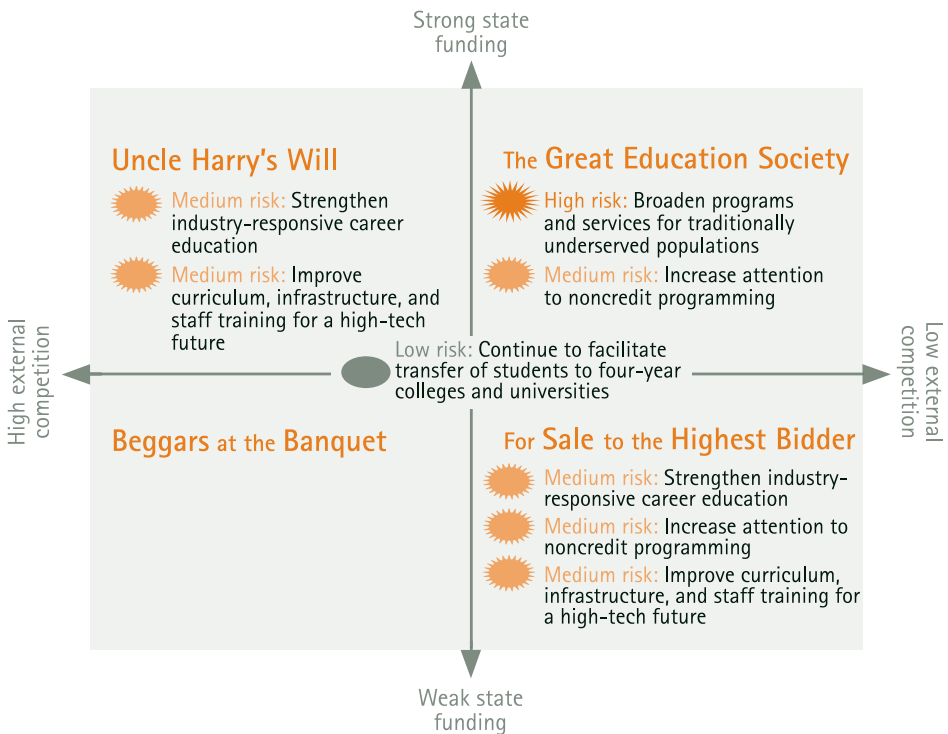 Strong state
funding
Uncle Harry's Will
Medium risk: Strengthen
industry-responsive career
education
Medium risk: Improve
curriculum, infrastructure, and
staff training for a high-tech
future
The Great Education Society
High risk: Broaden programs
and services for traditionally
underserved populations
Medium risk: Increase attention
to noncredit programming
High external
competition
Low risk: Continue to facilitate
transfer of students to four-year
colleges and universities
Low external
competition
Beggars at the Banquet
For Sale to the Highest Bidder
Medium risk: Strengthen industry-
responsive career education
Medium risk: Increase attention to
noncredit programming
Medium risk: Improve curriculum,
infrastructure, and staff training for
a high-tech future
Weak state
funding